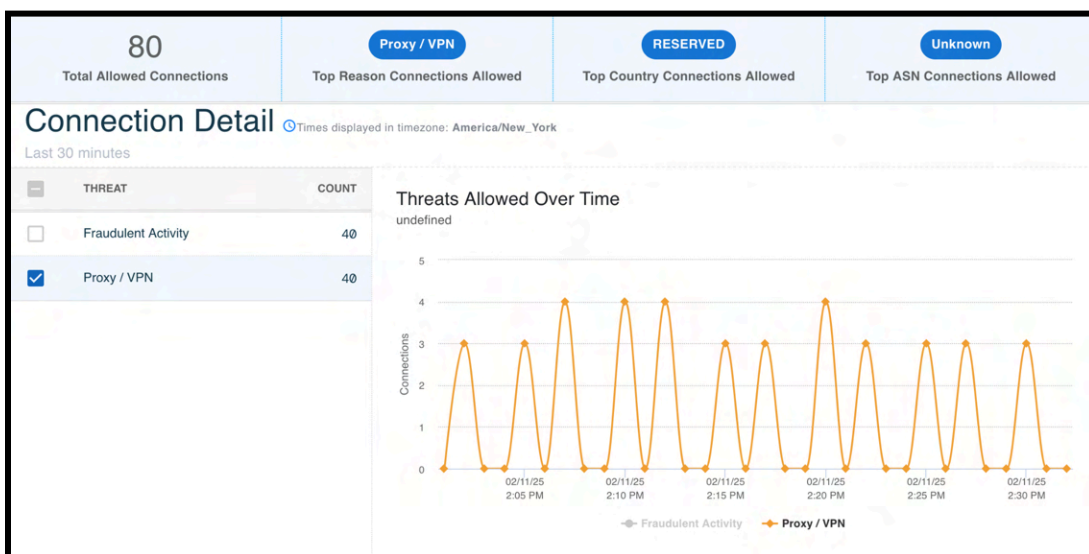 80
Total Allowed Connections
Proxy / VPN
Top Reason Connections Allowed
RESERVED
Top Country Connections Allowed
Unknown
Top ASN Connections Allowed
Connection Detail
Times displayed in timezone: America/New_York
Last 30 minutes
THREAT COUNT
Fraudulent Activity 40
Proxy / VPN 40
Threats Allowed Over Time
undefined
Connections
5
4
3
2
1
0
02/11/25 02/11/25 02/11/25 02/11/25 02/11/25 02/11/25
2:05 PM 2:10 PM 2:15 PM 2:20 PM 2:25 PM 2:30 PM
Fraudulent Activity Proxy / VPN